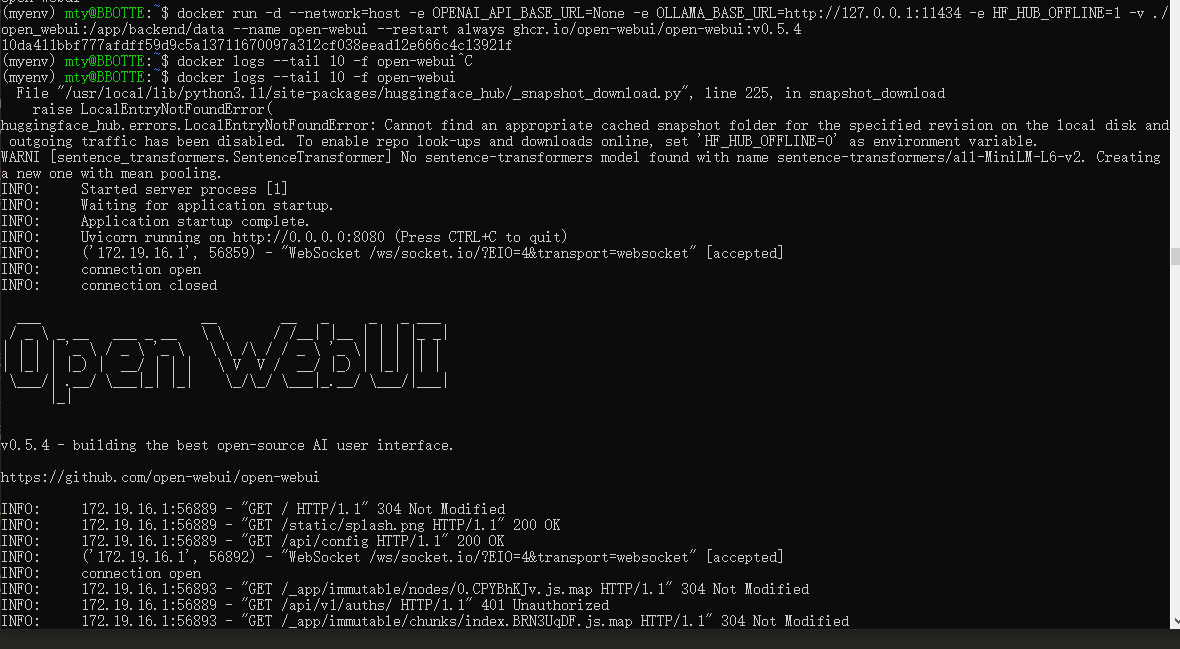 (myenv) mty@BBOTTE:~$ docker run -d --network=host -e OPENAI_API_BASE_URL=None -e OLLAMA_BASE_URL=http://127.0.0.1:11434 -e HF_HUB_OFFLINE=1 -v ./
open_webui:/app/backend/data --name open-webui --restart always ghcr.io/open-webui/open-webui:v0.5.4
10da411bbf777afdff59d9c5a13711670097a312cf038eead12e666c4c13921f
(myenv) mty@BBOTTE:~$ docker logs --tail 10 -f open-webui^C
(myenv) mty@BBOTTE:~$ docker logs --tail 10 -f open-webui
File "/usr/local/lib/python3.11/site-packages/huggingface_hub/_snapshot_download.py", line 225, in snapshot_download
raise LocalEntryNotFoundError(
huggingface_hub.errors.LocalEntryNotFoundError: Cannot find an appropriate cached snapshot folder for the specified revision on the local disk and
outgoing traffic has been disabled. To enable repo look-ups and downloads online, set 'HF_HUB_OFFLINE=0' as environment variable.
WARNI [sentence_transformers.SentenceTransformer] No sentence-transformers model found with name sentence-transformers/all-MiniLM-L6-v2. Creating
a new one with mean pooling.
INFO: Started server process [1]
INFO: Waiting for application startup.
INFO: Application startup complete.
INFO: Uvicorn running on http://0.0.0.0:8080 (Press CTRL+C to quit)
INFO: ('172.19.16.1', 56859) - "WebSocket /ws/socket.io/?EIO=4&transport=websocket" [accepted]
INFO: connection open
INFO: connection closed
Open WebUI
v0.5.4 - building the best open-source AI user interface.
https://github.com/open-webui/open-webui
INFO: 172.19.16.1:56889 - "GET / HTTP/1.1" 304 Not Modified
INFO: 172.19.16.1:56889 - "GET /static/splash.png HTTP/1.1" 200 OK
INFO: 172.19.16.1:56889 - "GET /api/config HTTP/1.1" 200 OK
INFO: ('172.19.16.1', 56892) - "WebSocket /ws/socket.io/?EIO=4&transport=websocket" [accepted]
INFO: connection open
INFO: 172.19.16.1:56893 - "GET /_app/immutable/nodes/0.CPYBhKJv.js.map HTTP/1.1" 304 Not Modified
INFO: 172.19.16.1:56889 - "GET /api/v1/auths/ HTTP/1.1" 401 Unauthorized
INFO: 172.19.16.1:56893 - "GET /_app/immutable/chunks/index.BRN3UqDF.js.map HTTP/1.1" 304 Not Modified